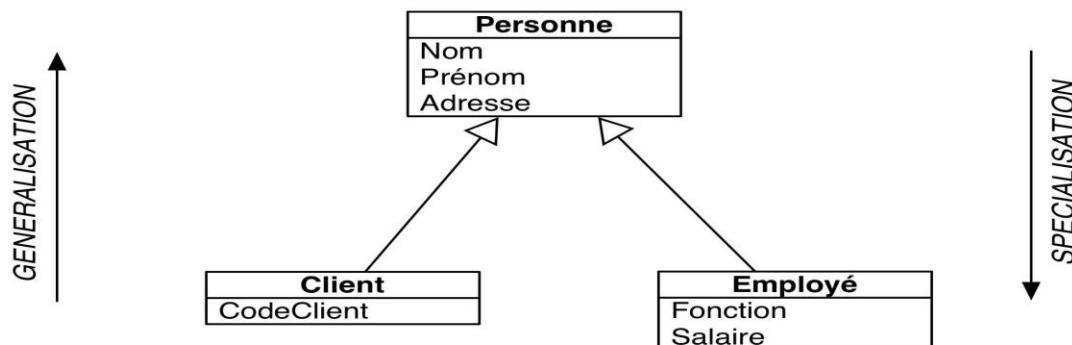 Personne
Nom
Prénom
Adresse
GENERALISATION
SPECIALISATION
Client
CodeClient
Employé
Fonction
Salaire